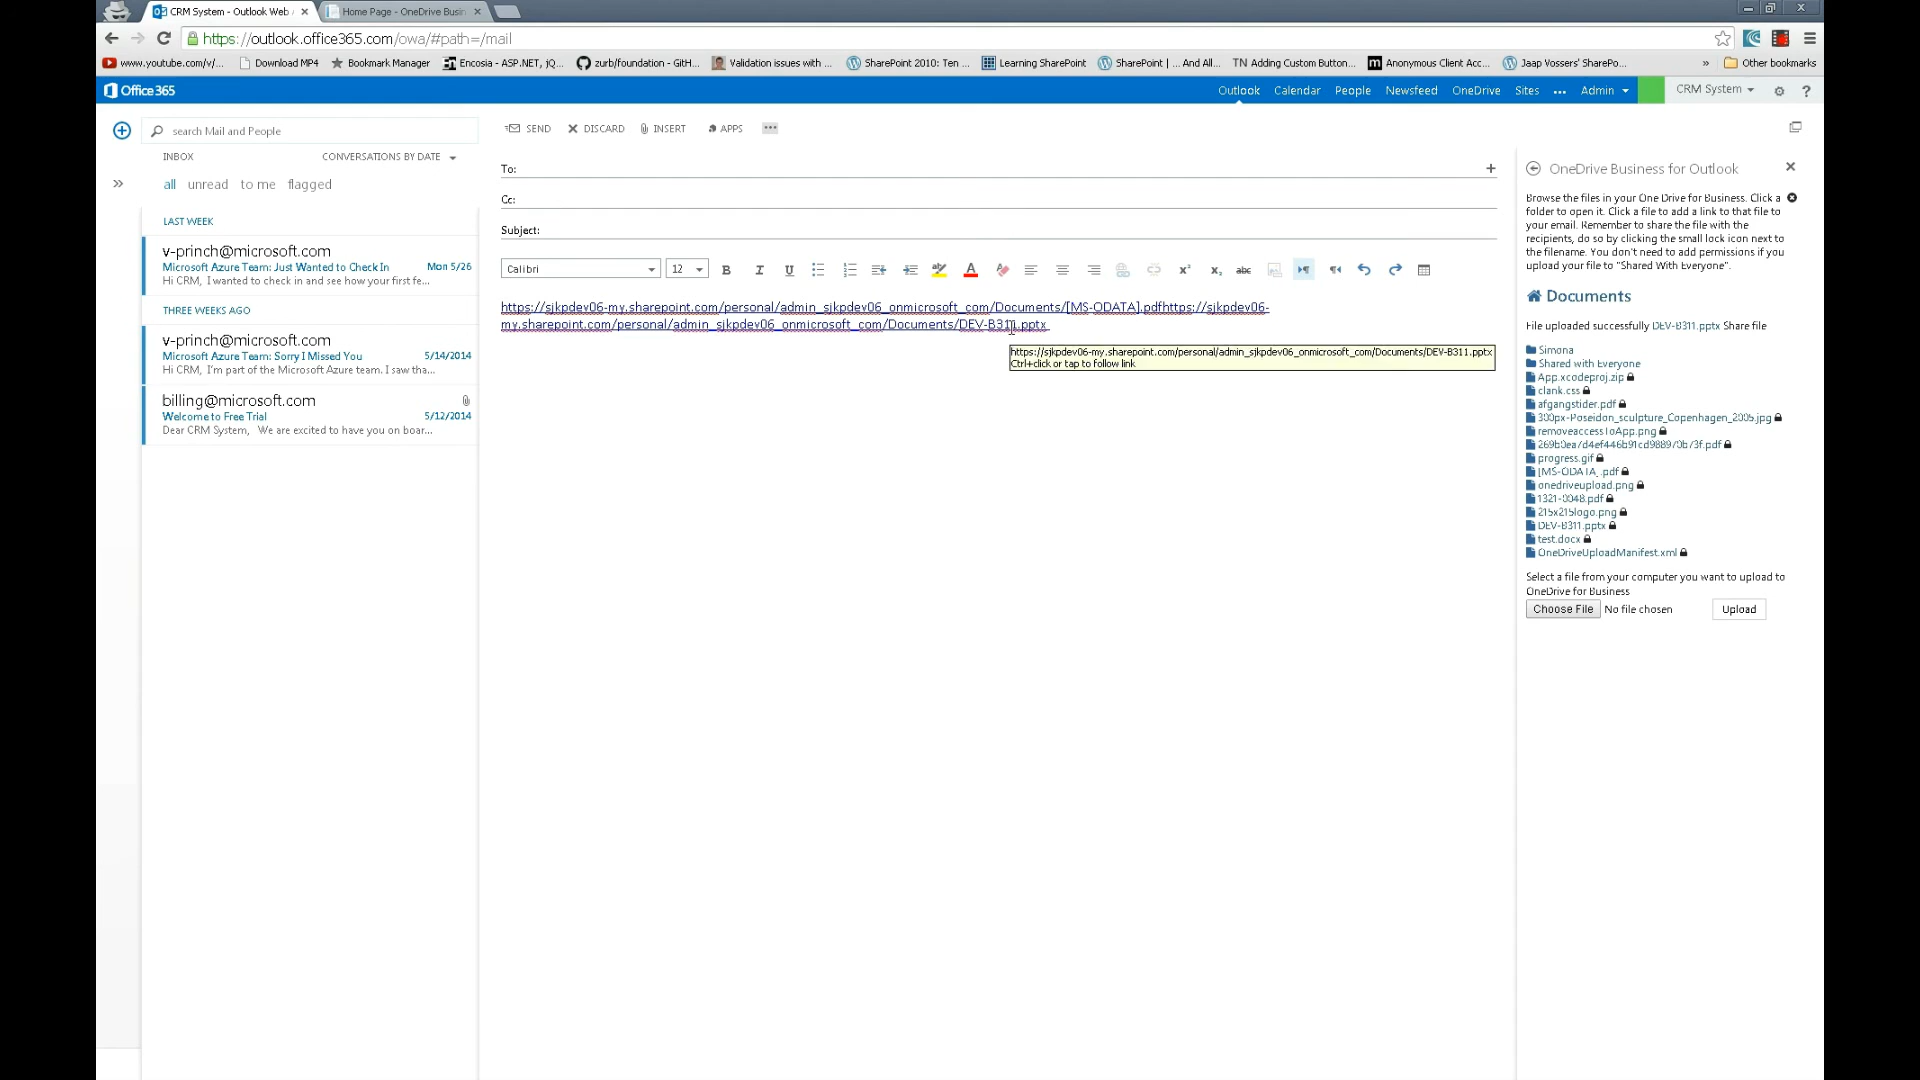 CRM System - Outlook Web
Home Page - OneDrive Busin
https://outlook.office365.com/owa/#path=/mail
www.youtube.com/v/...
Download MP4
Bookmark Manager
Encosia - ASP.NET, jQ...
zurb/foundation - GitH...
Validation issues with ...
SharePoint 2010: Ten ...
Learning SharePoint
SharePoint | ... And All...
TN Adding Custom Button...
m Anonymous Client Acc...
Jaap Vossers' SharePo...
»
Other bookmarks
Office 365
Outlook
Calendar
People
Newsfeed
OneDrive
Sites
...
Admin
CRM System
?
search Mail and People
INBOX
CONVERSATIONS BY DATE
all unread to me flagged
LAST WEEK
v-princh@microsoft.com
Microsoft Azure Team: Just Wanted to Check In Mon 5/26
Hi CRM, I wanted to check in and see how your first fe...
THREE WEEKS AGO
v-princh@microsoft.com
Microsoft Azure Team: Sorry I Missed You 5/14/2014
Hi CRM, I'm part of the Microsoft Azure team. I saw tha...
billing@microsoft.com
Welcome to Free Trial 5/12/2014
Dear CRM System, We are excited to have you on boar...
SEND
DISCARD
INSERT
APPS
...
To:
Cc:
Subject:
Calibri
12
B
I
U
https://sjkpdev06-my.sharepoint.com/personal/admin_sjkpdev06_onmicrosoft_com/Documents/[MS-ODATA].pdfhttps://sjkpdev06-
my.sharepoint.com/personal/admin_sjkpdev06_onmicrosoft_com/Documents/DEV-B311.pptx
https://sjkpdev06-my.sharepoint.com/personal/admin_sjkpdev06_onmicrosoft_com/Documents/DEV-B311.pptx
Ctrl+click or tap to follow link
OneDrive Business for Outlook
Browse the files in your One Drive for Business. Click a
folder to open it. Click a file to add a link to that file to
your email. Remember to share the file with the
recipients, do so by clicking the small lock icon next to
the filename. You don't need to add permissions if you
upload your file to "Shared With Everyone".
Documents
File uploaded successfully DEV-B311.pptx Share file
Simona
Shared with Everyone
App.xcodeproj.zip
clank.css
afgangstider.pdf
300px-Poseidon_sculpture_Copenhagen_2005.jpg
removeaccessToApp.png
progress.gif
[MS-ODATA].pdf
onedriveupload.png
1321-0048.pdf
215x215logo.png
DEV-B311.pptx
test.docx
OneDriveUploadManifest.xml
Select a file from your computer you want to upload to
OneDrive for Business
Choose File No file chosen
Upload